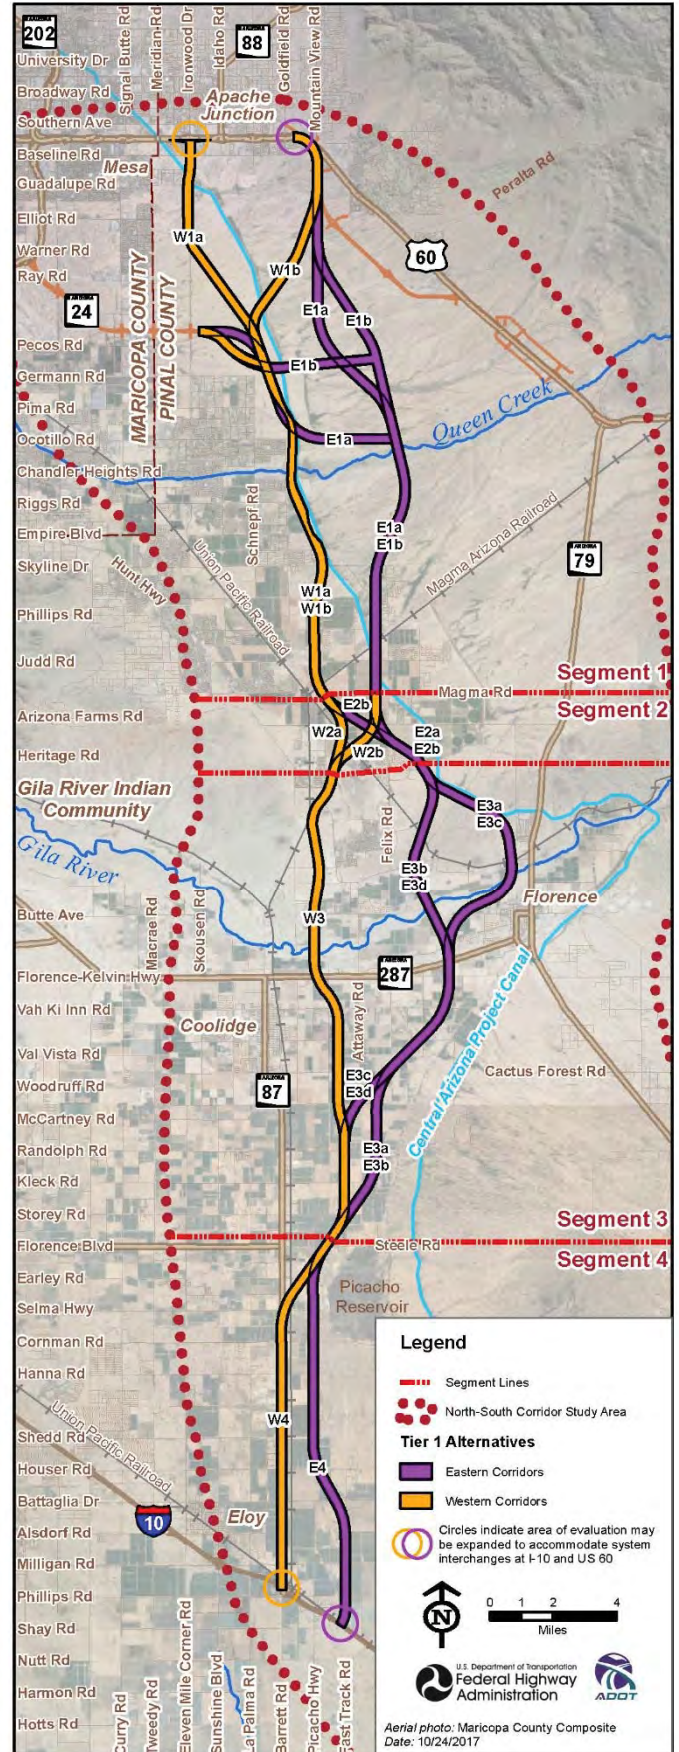 ARIZONA
202
ARIZONA
88
Signal Butte Rd
Meridian Rd
Ironwood Dr
Idaho Rd
Goldfield Rd
Mountain View Rd
University Dr
Broadway Rd
Southern Ave
Baseline Rd
Guadalupe Rd
Elliot Rd
Warner Rd
Ray Rd
Apache
Junction
Mesa
Peralta Rd
60
W1a
W1b
ARIZONA
24
MARICOPA COUNTY
PINAL COUNTY
E1a
E1b
Pecos Rd
Germann Rd
Pima Rd
Ocotillo Rd
Chandler Heights Rd
Riggs Rd
Empire Blvd
Skyline Dr
Phillips Rd
Judd Rd
E1b
E1a
Queen Creek
Schnepf Rd
E1a
E1b
Hunt Hwy
Union Pacific Railroad
Magma Arizona Railroad
ARIZONA
79
W1a
W1b
Segment 1
Magma Rd
Segment 2
Arizona Farms Rd
Heritage Rd
E2b
W2a
W2b
E2a
E2b
Gila River Indian
Community
Gila River
Felix Rd
E3a
E3c
E3b
E3d
Florence
Butte Ave
Macrae Rd
Skousen Rd
W3
Florence-Kelvin Hwy
ARIZONA
287
Vah Ki Inn Rd
Coolidge
Attaway Rd
Central Arizona Project Canal
Val Vista Rd
Woodruff Rd
McCartney Rd
Randolph Rd
Kleck Rd
Storey Rd
Florence Blvd
ARIZONA
87
E3c
E3d
Cactus Forest Rd
E3a
E3b
Segment 3
Steele Rd
Segment 4
Earley Rd
Selma Hwy
Cornman Rd
Hanna Rd
Picacho
Reservoir
W4
E4
Union Pacific Railroad
Shedd Rd
Houser Rd
Battaglia Dr
Alsdorf Rd
Milligan Rd
Phillips Rd
Shay Rd
Nutt Rd
Harmon Rd
Hotts Rd
10
Eloy
Curry Rd
Tweedy Rd
Eleven Mile Corner Rd
Sunshine Blvd
La Palma Rd
Barrett Rd
Picacho Hwy
Fast Track Rd
Legend
Segment Lines
North-South Corridor Study Area
Tier 1 Alternatives
Eastern Corridors
Western Corridors
Circles indicate area of evaluation may
be expanded to accommodate system
interchanges at I-10 and US 60
N
0 1 2 4
Miles
U.S. Department of Transportation
Federal Highway
Administration
ADOT
Aerial photo: Maricopa County Composite
Date: 10/24/2017